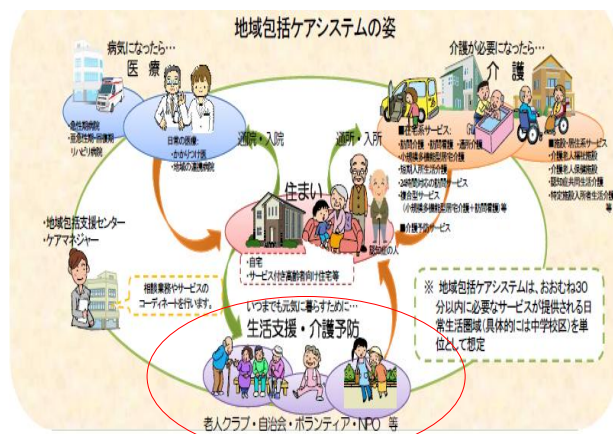 地域包括ケアシステムの姿
病気になったら…
医療
・急性期病院
・亜急性期・回復期
リハビリ病院
日常の医療:
・かかりつけ医
・地域の連携病院
通院・入院
介護が必要になったら…
介護
通所・入所
■在宅系サービス:
・訪問介護・訪問看護・通所介護
・小規模多機能型居宅介護
・短期入所生活介護
・24時間対応の訪問サービス
・複合型サービス
(小規模多機能型居宅介護+訪問看護)等
■介護予防サービス
■施設・居住系サービス
・介護老人福祉施設
・介護老人保健施設
・認知症共同生活介護
・特定施設入所者生活介護
等
住まい
認知症の人
・自宅
・サービス付き高齢者向け住宅等
・地域包括支援センター
・ケアマネジャー
相談業務やサービスの
コーディネートを行います。
※ 地域包括ケアシステムは、おおむね30
分以内に必要なサービスが提供される日
常生活圏域(具体的には中学校区)を単
位として想定
いつまでも元気に暮らすために…
生活支援・介護予防
老人クラブ・自治会・ボランティア・NPO 等